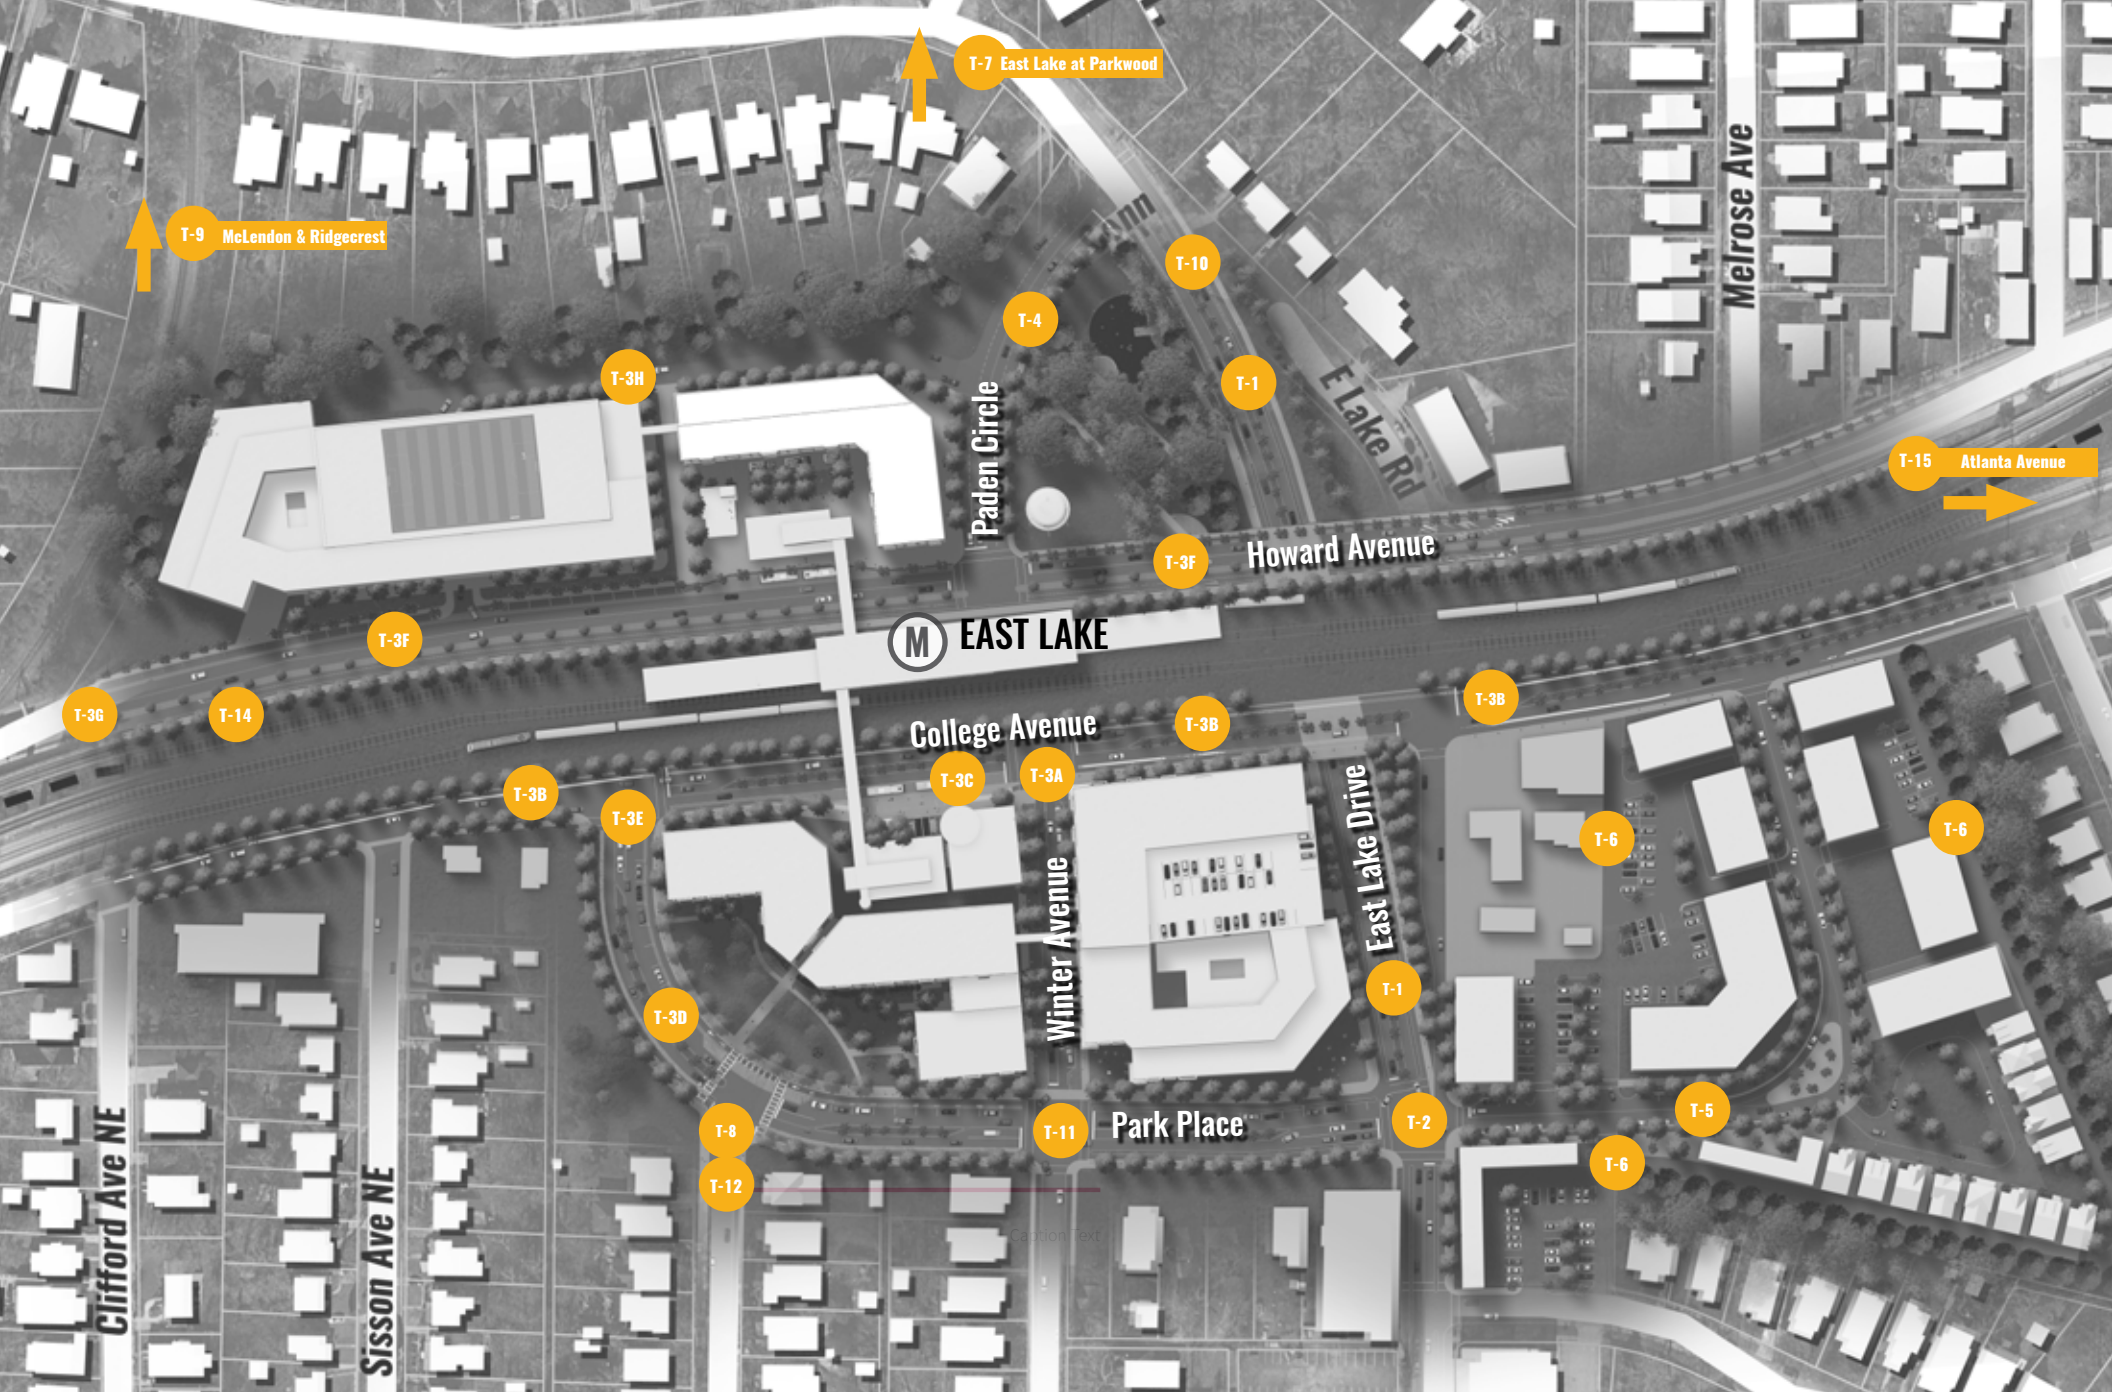 T-7 East Lake at Parkwood
T-9 McLendon & Ridgecrest
Melrose Ave
T-10
T-4
T-3H
T-1
Paden Circle
E Lake Rd
T-15 Atlanta Avenue
T-3F
Howard Avenue
T-3F
M EAST LAKE
T-3G
T-14
College Avenue
T-3B
T-3B
T-3B
T-3C
T-3A
T-3E
East Lake Drive
T-6
T-6
Winter Avenue
T-1
T-3D
T-5
T-2
T-8
T-11
Park Place
T-6
T-12
Clifford Ave NE
Sisson Ave NE
Caption Text